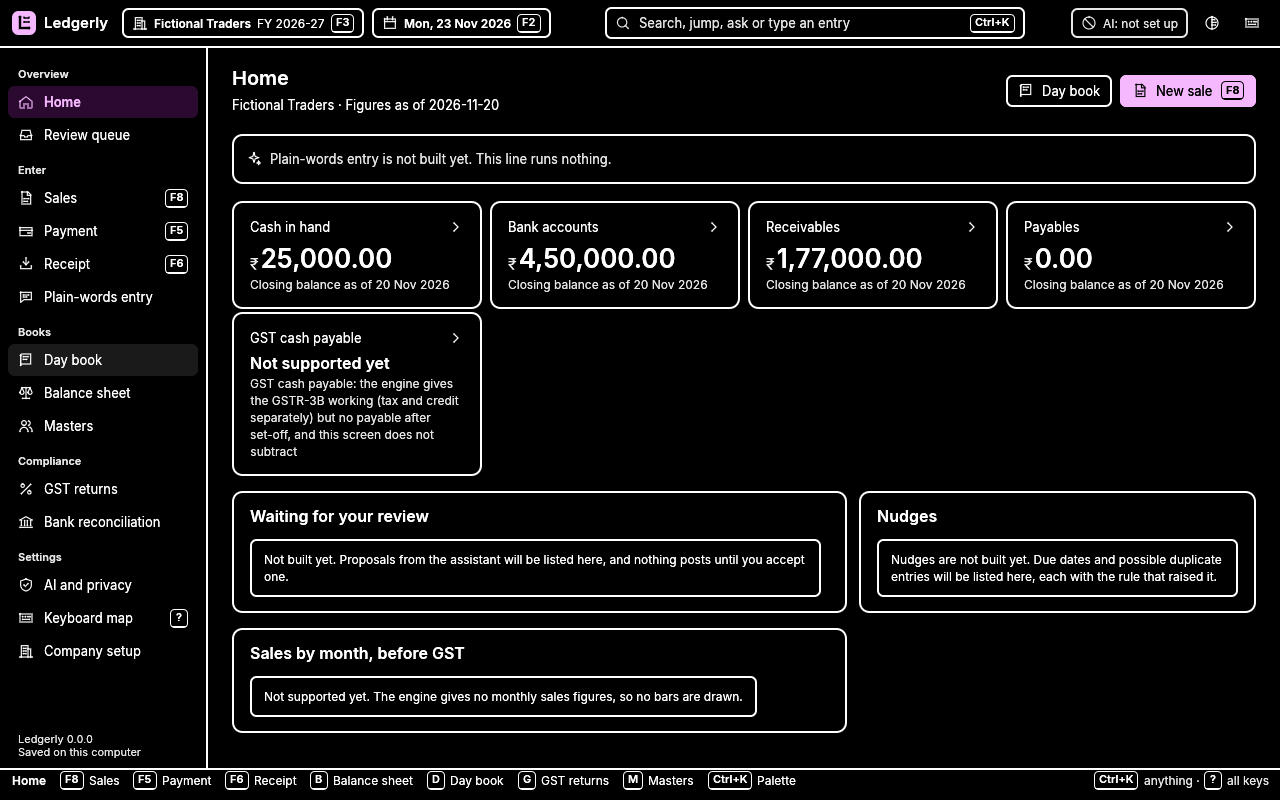 Ledgerly
Fictional Traders FY 2026-27 F3
Mon, 23 Nov 2026 F2
Search, jump, ask or type an entry Ctrl+K
AI: not set up
Overview
Home
Review queue
Enter
Sales F8
Payment F5
Receipt F6
Plain-words entry
Books
Day book
Balance sheet
Masters
Compliance
GST returns
Bank reconciliation
Settings
AI and privacy
Keyboard map ?
Company setup
Ledgerly 0.0.0
Saved on this computer
Home
Fictional Traders · Figures as of 2026-11-20
Day book
New sale F8
Plain-words entry is not built yet. This line runs nothing.
Cash in hand
₹25,000.00
Closing balance as of 20 Nov 2026
Bank accounts
₹4,50,000.00
Closing balance as of 20 Nov 2026
Receivables
₹1,77,000.00
Closing balance as of 20 Nov 2026
Payables
₹0.00
Closing balance as of 20 Nov 2026
GST cash payable
Not supported yet
GST cash payable: the engine gives
the GSTR-3B working (tax and credit
separately) but no payable after
set-off, and this screen does not
subtract
Waiting for your review
Not built yet. Proposals from the assistant will be listed here, and nothing posts until you accept
one.
Nudges
Nudges are not built yet. Due dates and possible duplicate
entries will be listed here, each with the rule that raised it.
Sales by month, before GST
Not supported yet. The engine gives no monthly sales figures, so no bars are drawn.
Home F8 Sales F5 Payment F6 Receipt B Balance sheet D Day book G GST returns M Masters Ctrl+K Palette
Ctrl+K anything · ? all keys